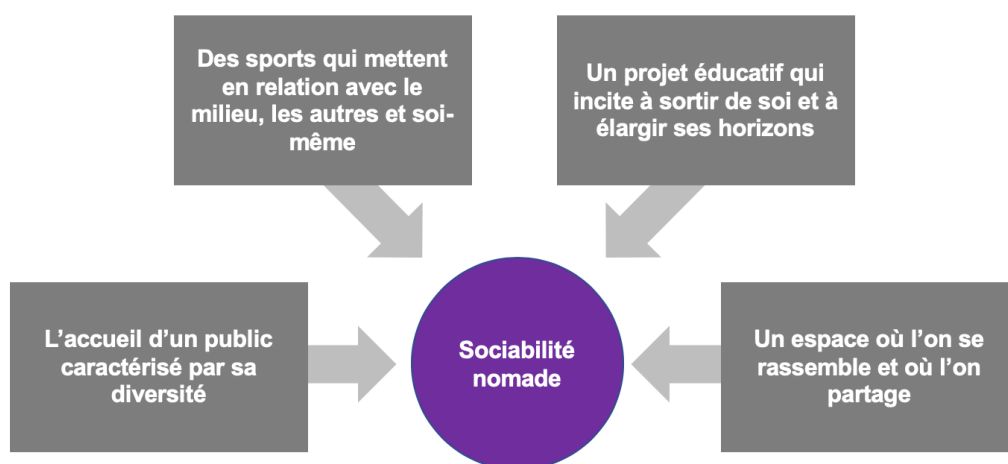 Des sports qui mettent
en relation avec le
milieu, les autres et soi-
même
Un projet éducatif qui
incite à sortir de soi et à
élargir ses horizons
L’accueil d’un public
caractérisé par sa
diversité
Sociabilité
nomade
Un espace où l’on se
rassemble et où l’on
partage